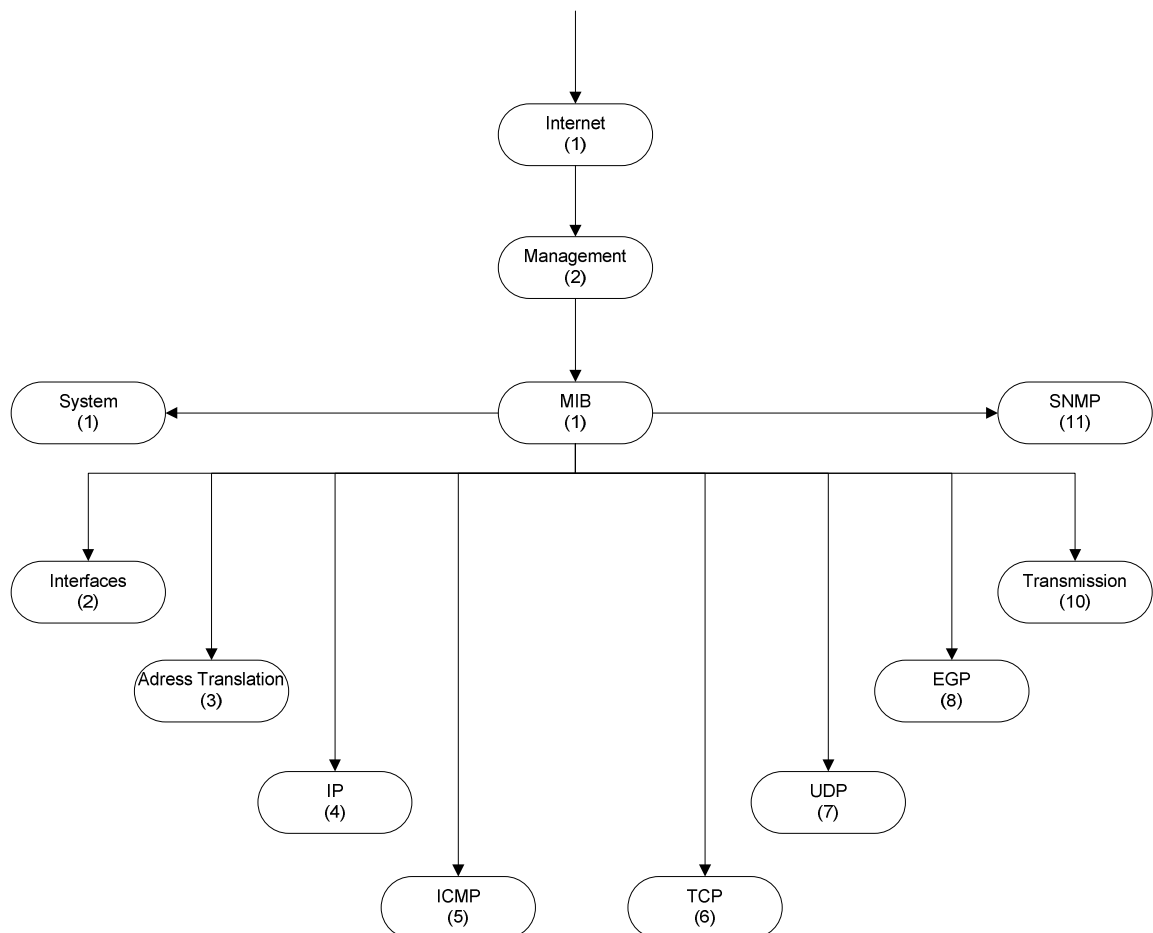 Internet
(1)
Management
(2)
System
(1)
MIB
(1)
SNMP
(11)
Interfaces
(2)
Transmission
(10)
Adress Translation
(3)
EGP
(8)
IP
(4)
UDP
(7)
ICMP
(5)
TCP
(6)